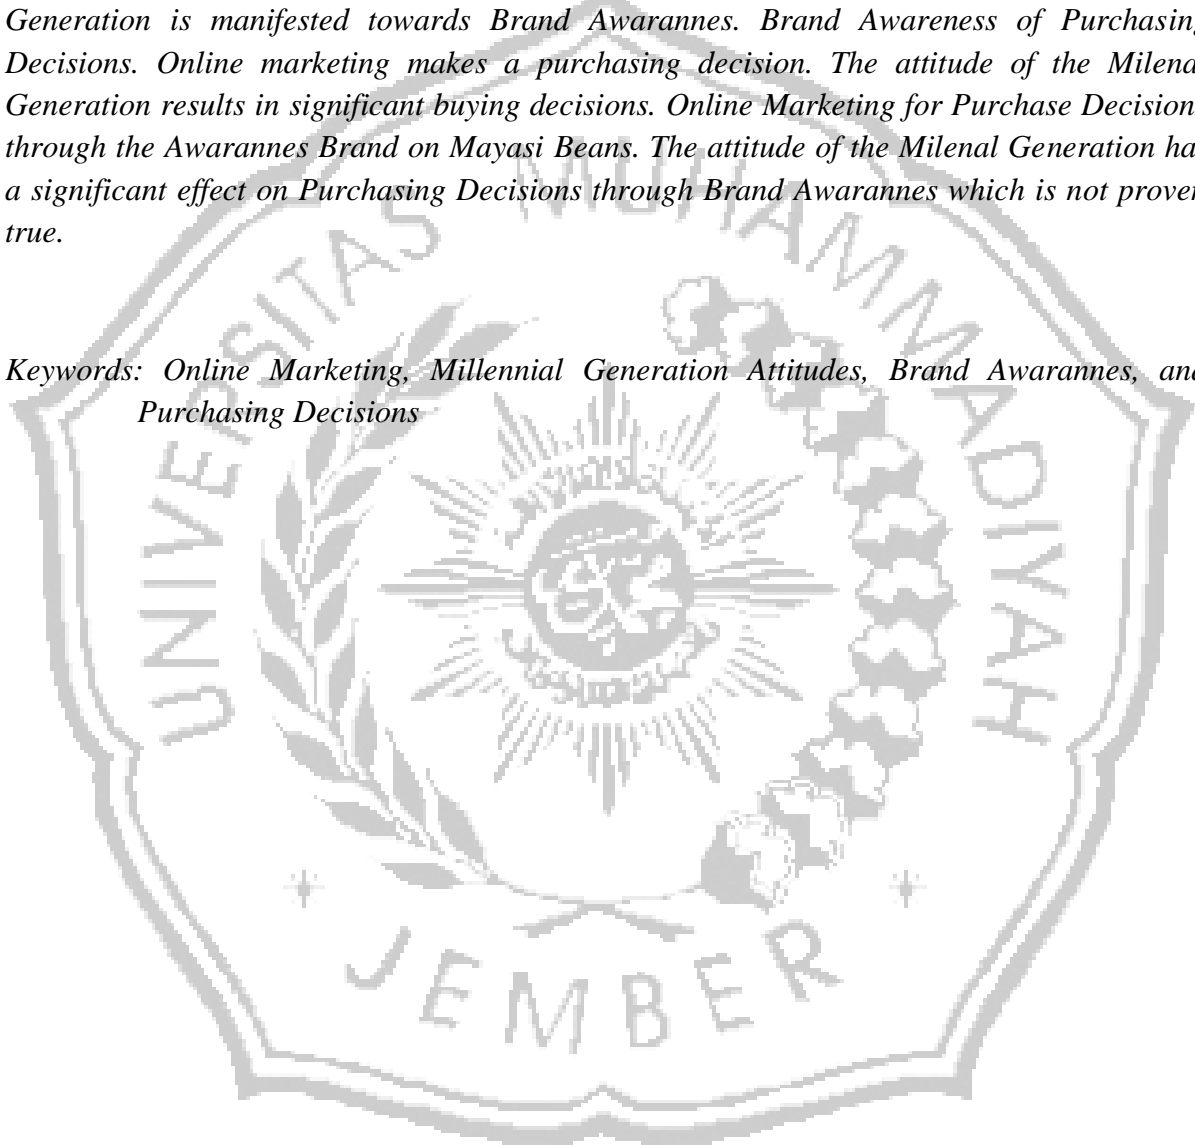 Generation is manifested towards Brand Awarannes. Brand Awareness of Purchasing
Decisions. Online marketing makes a purchasing decision. The attitude of the Milenal
Generation results in significant buying decisions. Online Marketing for Purchase Decision
through the Awarannes Brand on Mayasi Beans. The attitude of the Milenal Generation ha
a significant effect on Purchasing Decisions through Brand Awarannes which is not proven
true.
Keywords: Online Marketing, Millennial Generation Attitudes, Brand Awarannes, and
Purchasing Decisions
UNIVERSITAS MUHAMMADIYAH
JEMBER